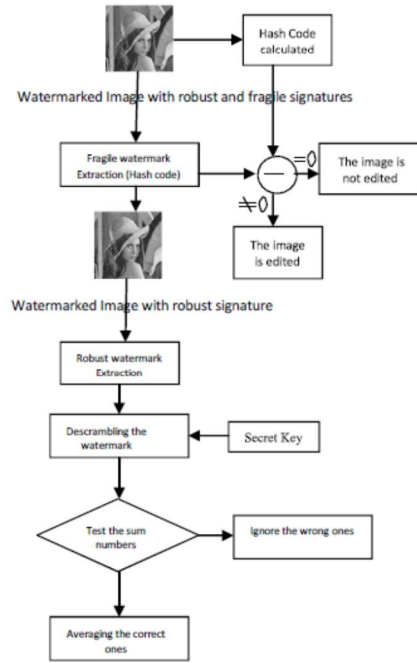 Hash Code
calculated
Watermarked Image with robust and fragile signatures
Fragile watermark
Extraction (Hash code)
—
=0
The image is
not edited
≠0
The image
is edited
Watermarked Image with robust signature
Robust watermark
Extraction
Descrambling the
watermark
Secret Key
Test the sum
numbers
Ignore the wrong ones
Averaging the correct
ones